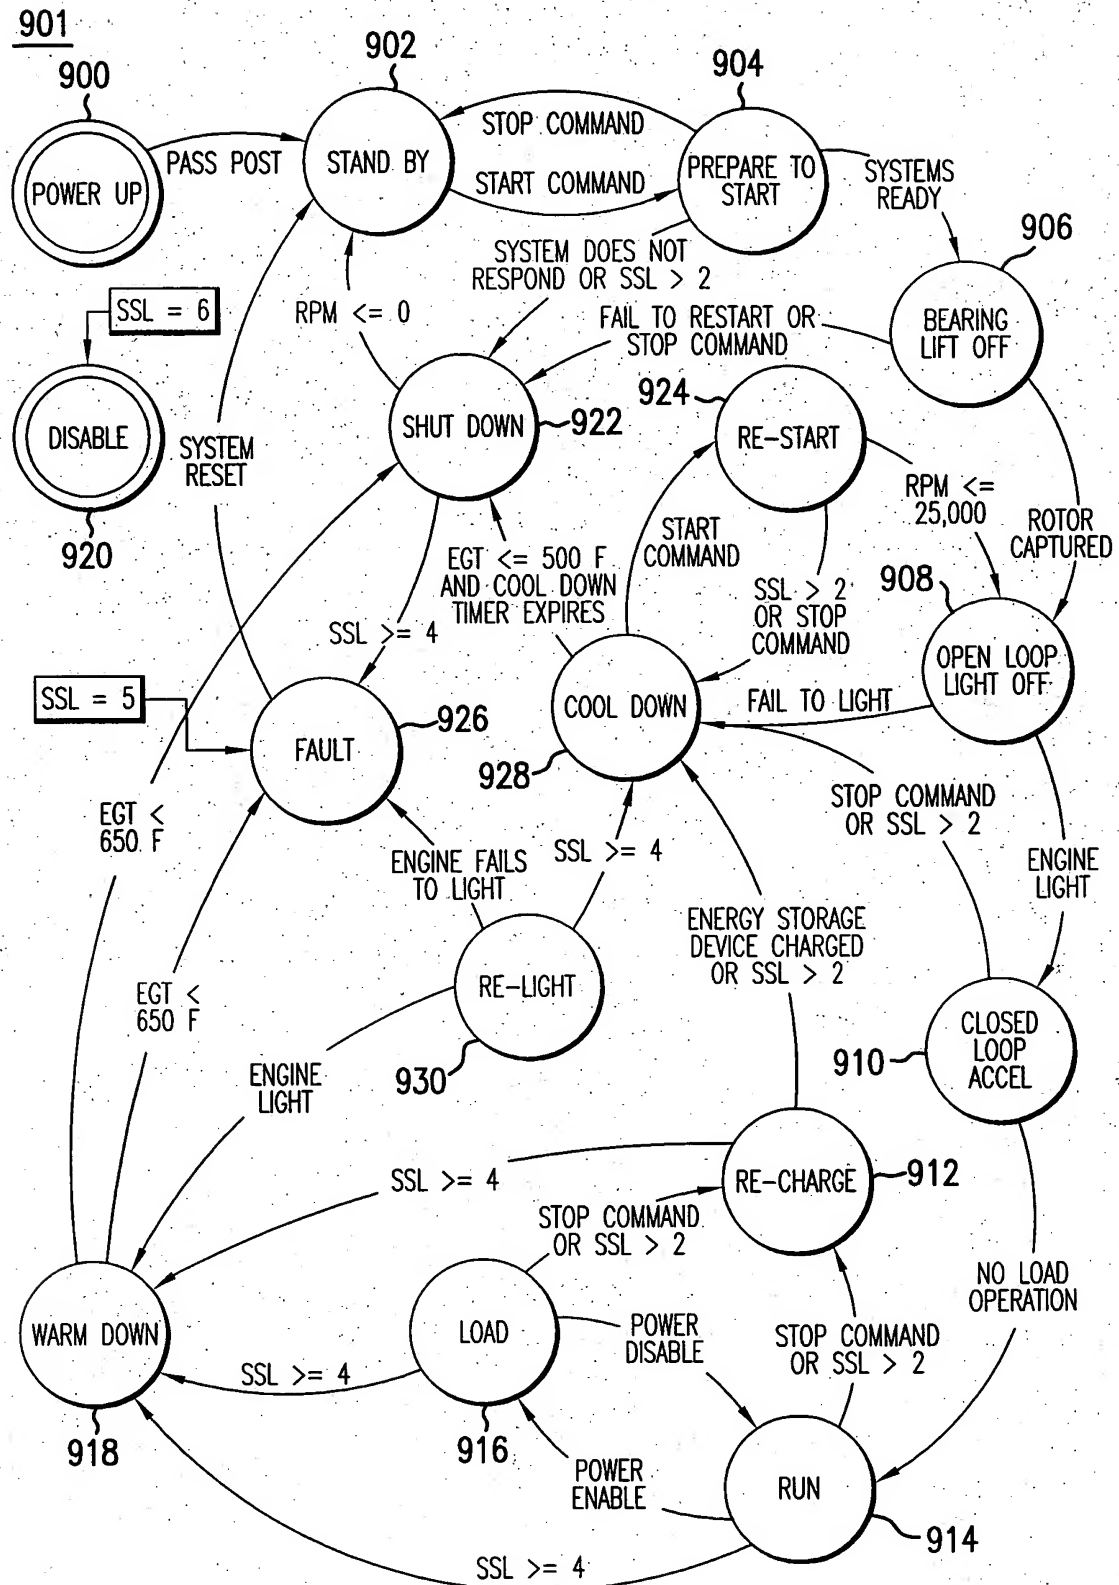 901
900
902
904
PASS POST
STOP COMMAND
POWER UP
STAND BY
START COMMAND
PREPARE TO
START
SYSTEMS
READY
906
SYSTEM DOES NOT
RESPOND OR SSL > 2
SSL = 6
RPM <= 0
FAIL TO RESTART OR
STOP COMMAND
BEARING
LIFT OFF
924
DISABLE
SYSTEM
RESET
SHUT DOWN
922
RE-START
RPM <=
25,000
920
EGT <= 500 F
AND COOL DOWN
TIMER EXPIRES
START
COMMAND
ROTOR
CAPTURED
908
SSL > 2
OR STOP
COMMAND
SSL >= 4
OPEN LOOP
LIGHT OFF
SSL = 5
FAULT
926
COOL DOWN
FAIL TO LIGHT
928
EGT <
650 F
STOP COMMAND
OR SSL > 2
ENGINE FAILS
TO LIGHT
SSL >= 4
ENGINE
LIGHT
ENERGY STORAGE
DEVICE CHARGED
OR SSL > 2
EGT <
650 F
RE-LIGHT
930
CLOSED
LOOP
ACCEL
910
ENGINE
LIGHT
SSL >= 4
RE-CHARGE
912
STOP COMMAND
OR SSL > 2
NO LOAD
OPERATION
WARM DOWN
LOAD
POWER
DISABLE
STOP COMMAND
OR SSL > 2
SSL >= 4
918
916
POWER
ENABLE
RUN
914
SSL >= 4